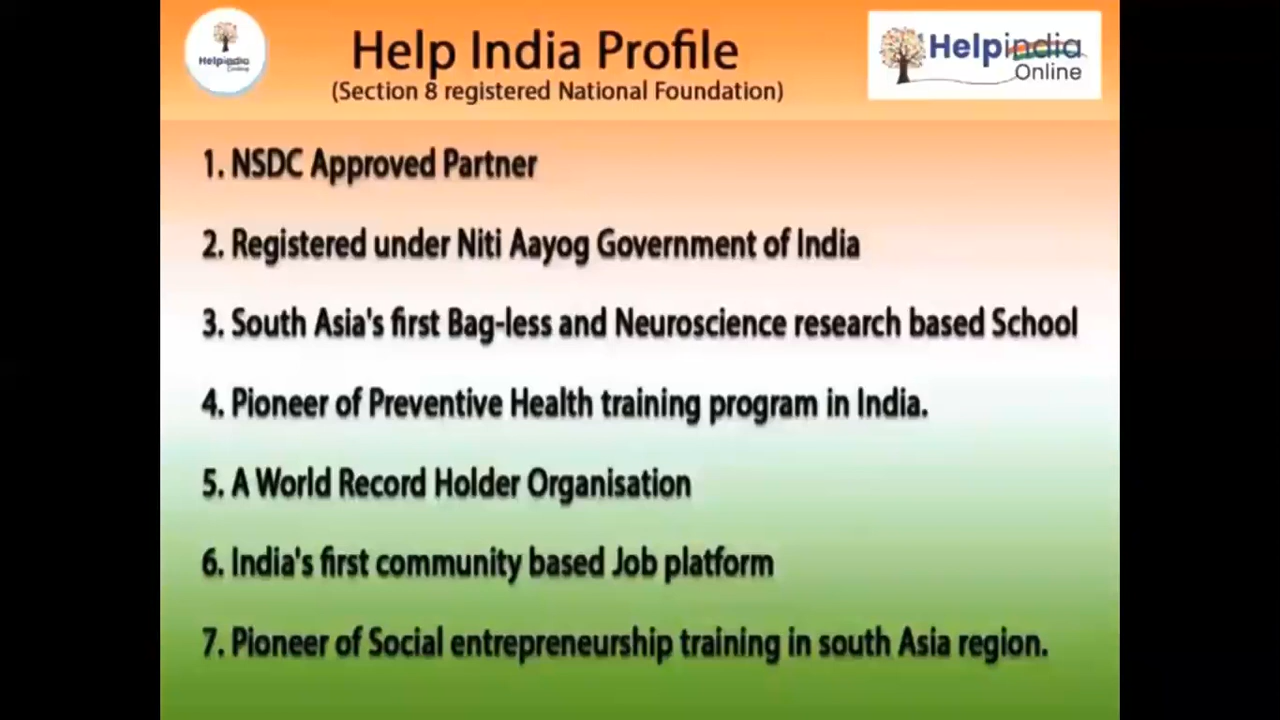 Helpindia
Help India Profile
(Section 8 registered National Foundation)
Helpindia
Online
1. NSDC Approved Partner
2. Registered under Niti Aayog Government of India
3. South Asia's first Bag-less and Neuroscience research based School
4. Pioneer of Preventive Health training program in India.
5. A World Record Holder Organisation
6. India's first community based Job platform
7. Pioneer of Social entrepreneurship training in south Asia region.